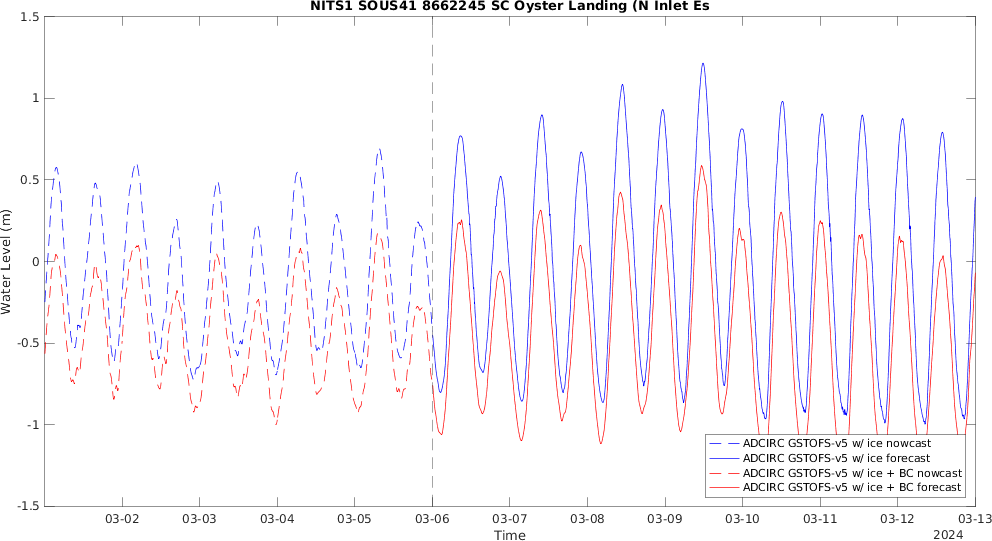 NITS1 SOUS41 8662245 SC Oyster Landing (N Inlet Es
1.5
1
0.5
0
-0.5
-1
-1.5
Water Level (m)
ADCIRC GSTOFS-v5 w/ ice nowcast
ADCIRC GSTOFS-v5 w/ ice forecast
ADCIRC GSTOFS-v5 w/ ice + BC nowcast
ADCIRC GSTOFS-v5 w/ ice + BC forecast
03-02 03-03 03-04 03-05 03-06 03-07 03-08 03-09 03-10 03-11 03-12 03-13
Time
2024